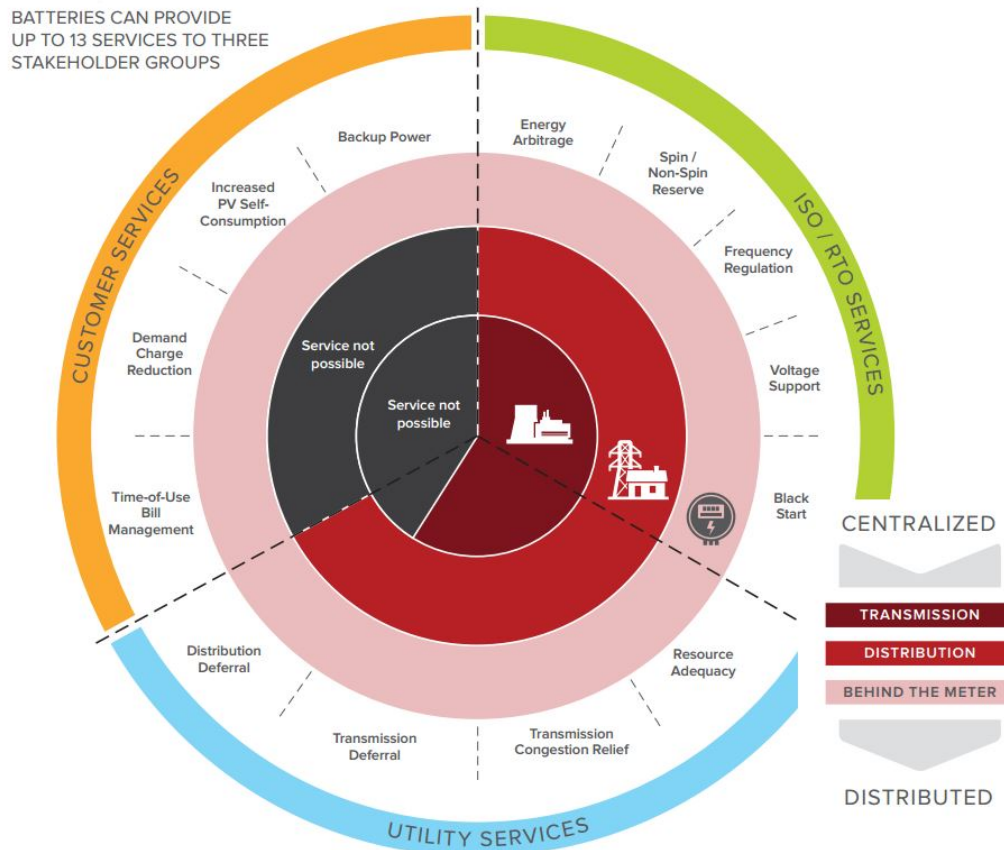 BATTERIES CAN PROVIDE
UP TO 13 SERVICES TO THREE
STAKEHOLDER GROUPS
CUSTOMER SERVICES
ISO / RTO SERVICES
UTILITY SERVICES
Backup Power
Energy
Arbitrage
Spin /
Non-Spin
Reserve
Increased
PV Self-
Consumption
Frequency
Regulation
Demand
Charge
Reduction
Service not
possible
Service not
possible
Voltage
Support
Time-of-Use
Bill
Management
Black
Start
Distribution
Deferral
Resource
Adequacy
Transmission
Deferral
Transmission
Congestion Relief
CENTRALIZED
TRANSMISSION
DISTRIBUTION
BEHIND THE METER
DISTRIBUTED